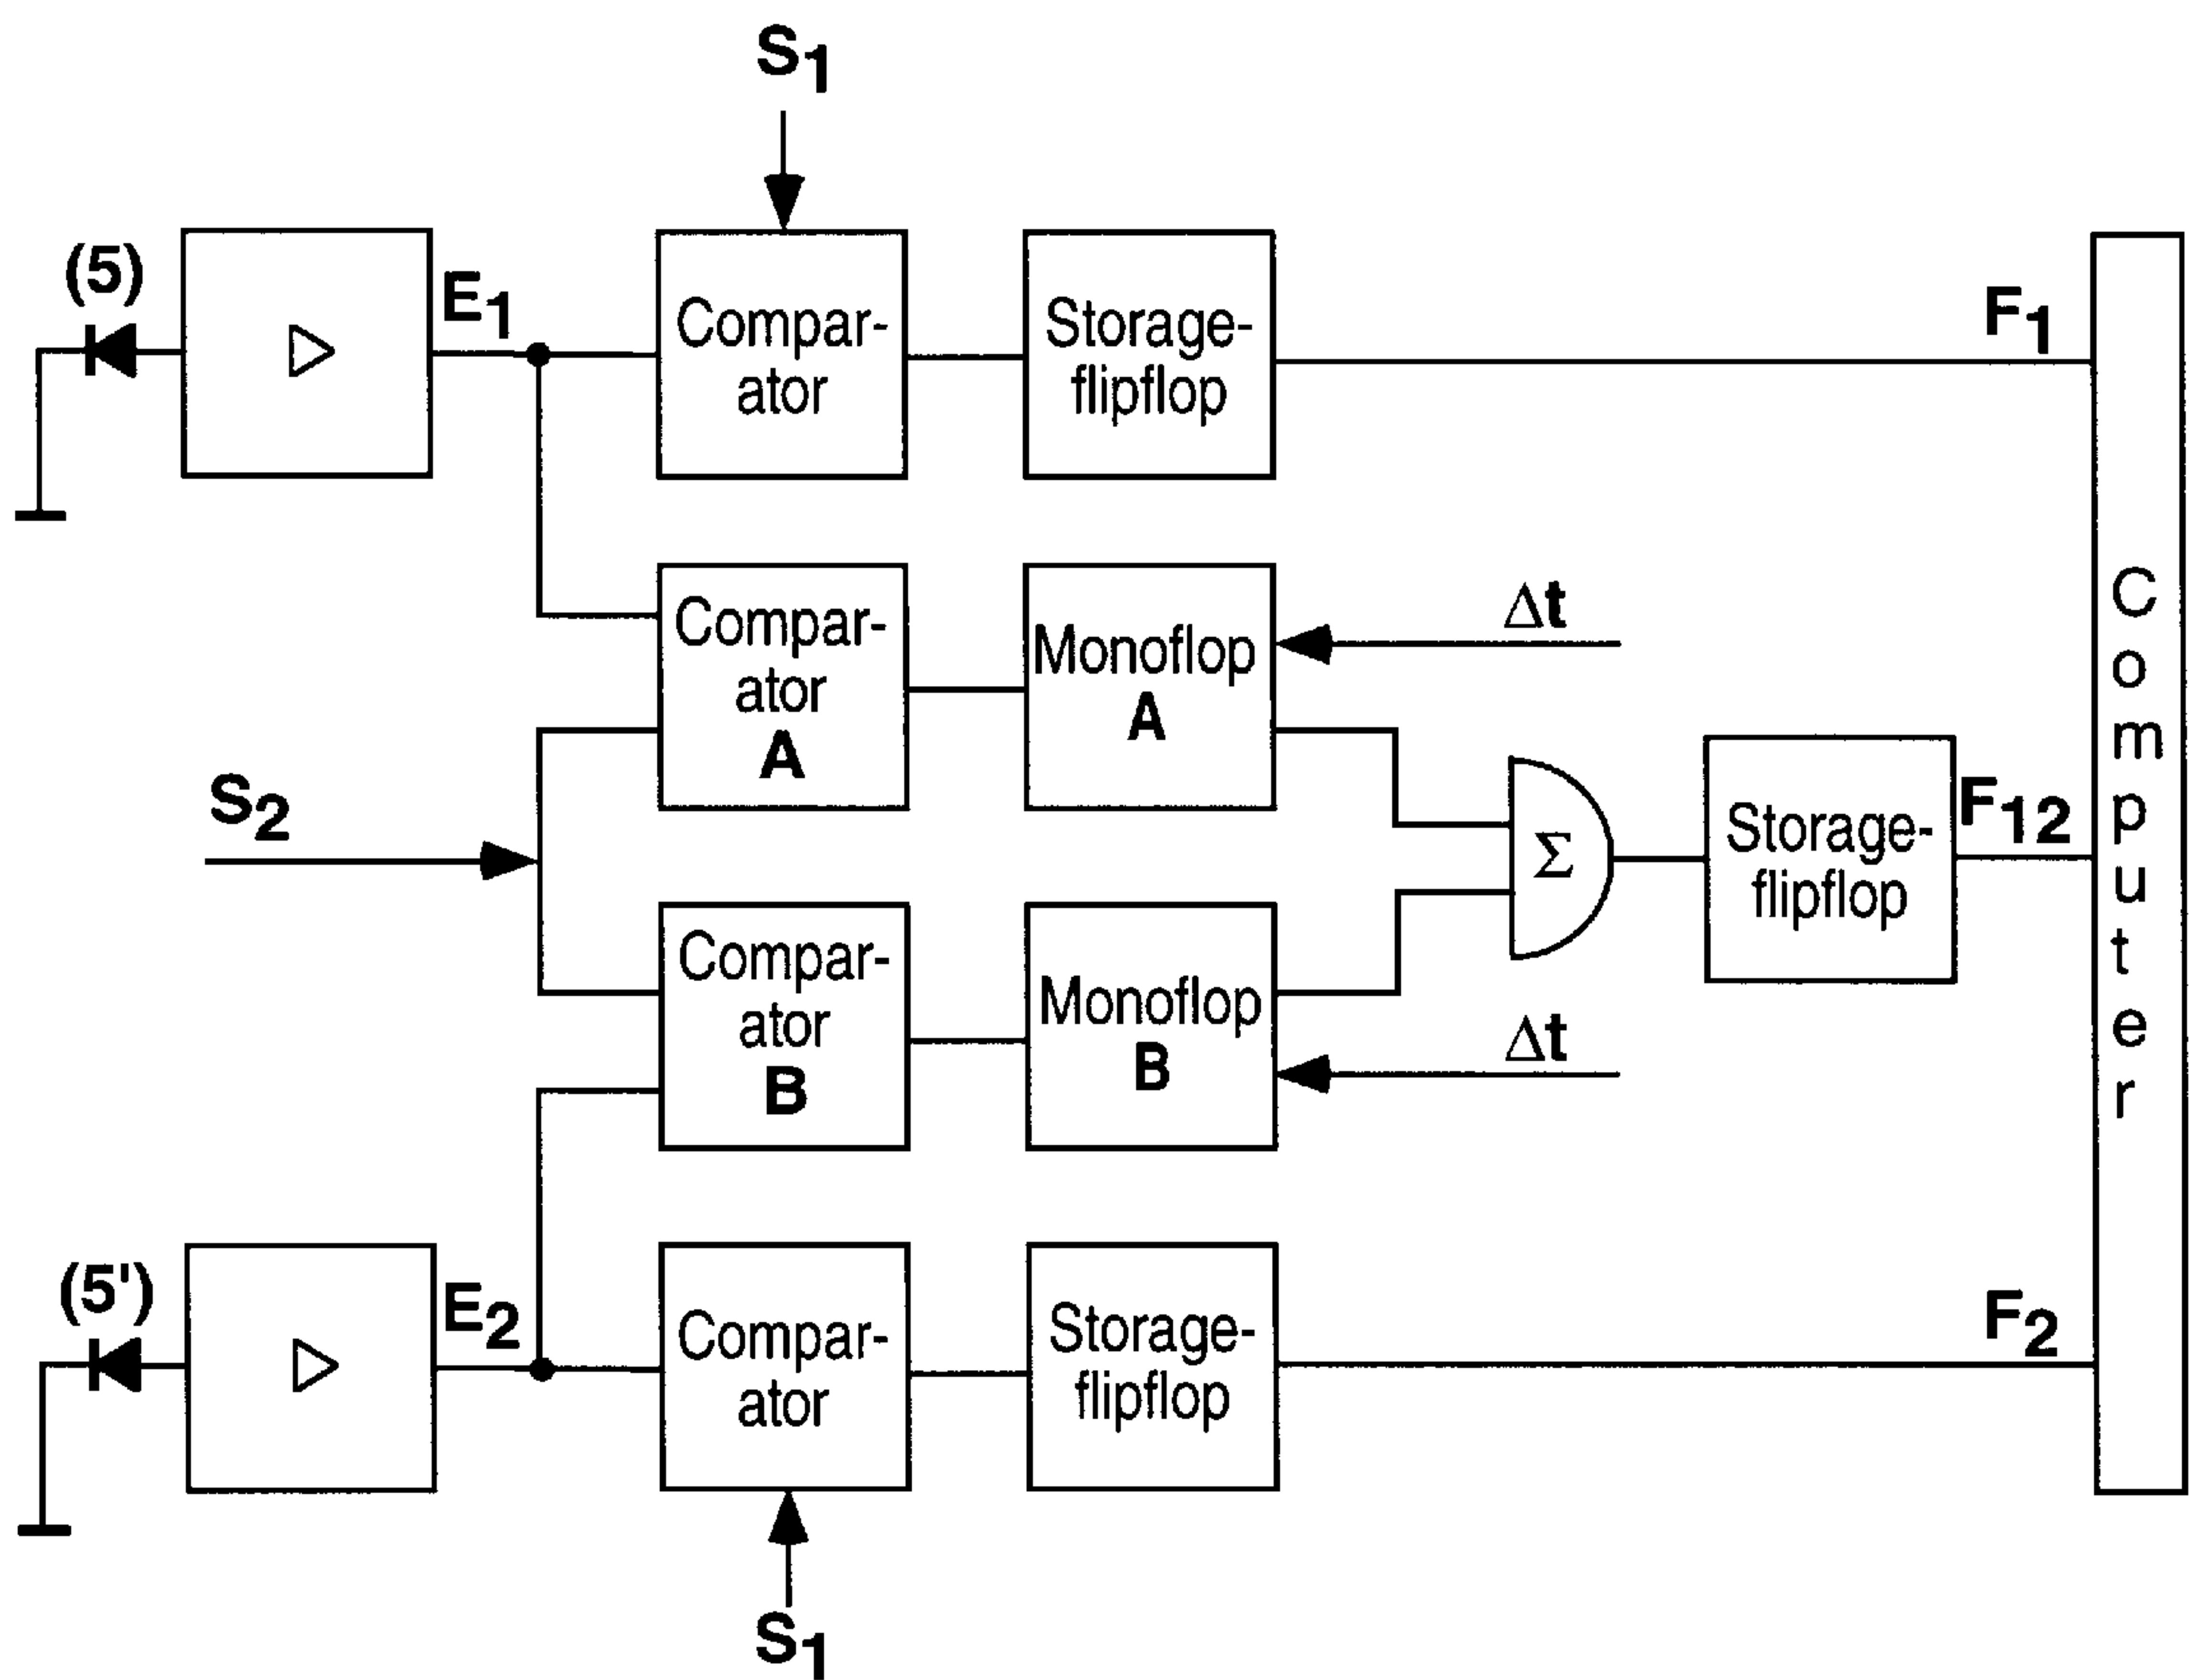 S1
(5)
E1
Compar-
ator
Storage-
flipflop
F1
Compar-
ator
A
Monoflop
A
Δt
S2
Σ
Storage-
flipflop
F12
Computer
Compar-
ator
B
Monoflop
B
Δt
(5')
E2
Compar-
ator
Storage-
flipflop
F2
S1